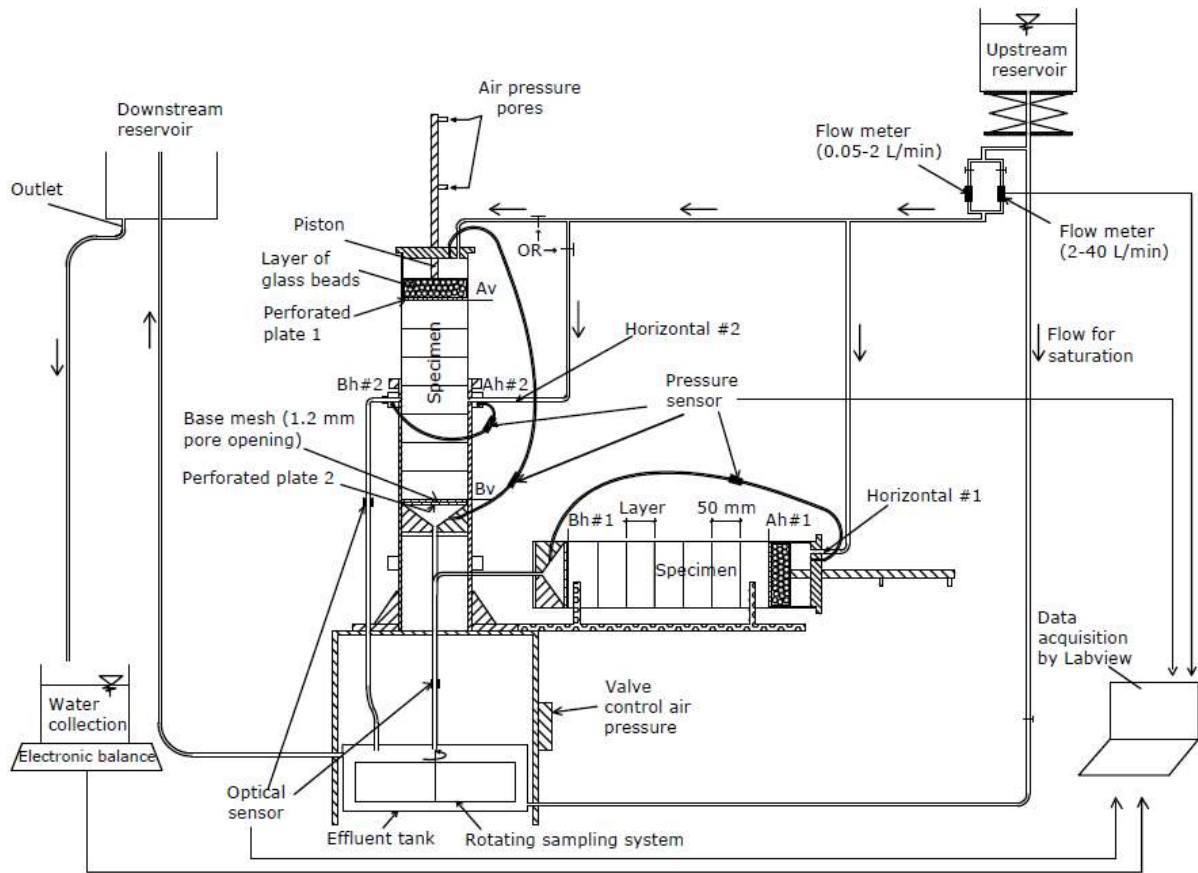 Upstream
reservoir
Air pressure
pores
Downstream
reservoir
Flow meter
(0.05-2 L/min)
Outlet
Piston
OR→
Flow meter
(2-40 L/min)
Layer of
glass beads
Av
Perforated
plate 1
Specimen
Horizontal #2
Flow for
saturation
Bh#2
Ah#2
Pressure
sensor
Base mesh (1.2 mm
pore opening)
Perforated plate 2
Bv
Horizontal #1
Bh#1
Layer
50 mm
Ah#1
Specimen
Data
acquisition
by Labview
Valve
control air
pressure
Water
collection
Electronic balance
Optical
sensor
Effluent tank
Rotating sampling system